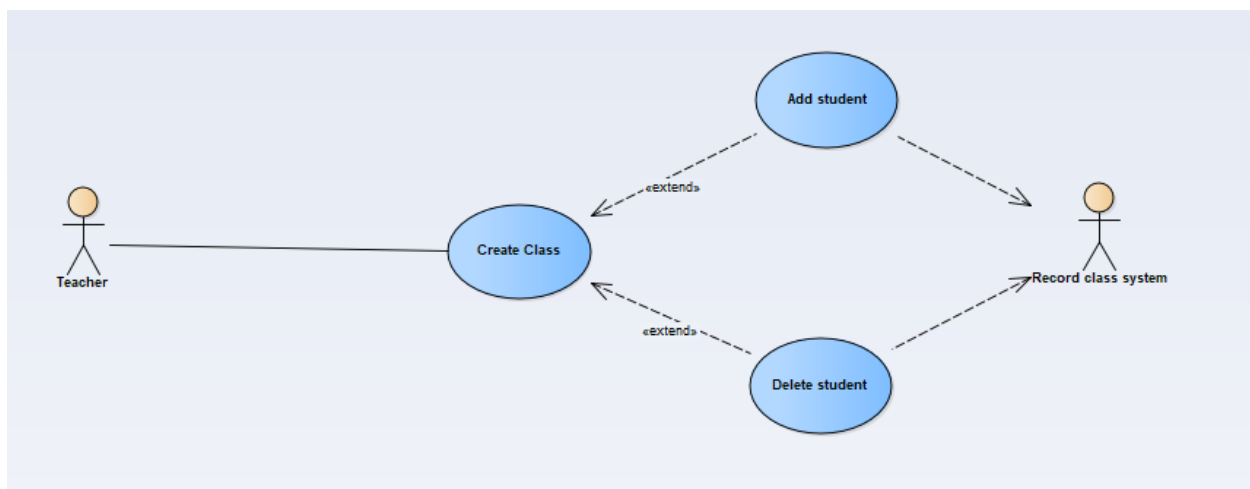 Add student
«extend»
Create Class
Teacher
Record class system
«extend»
Delete student